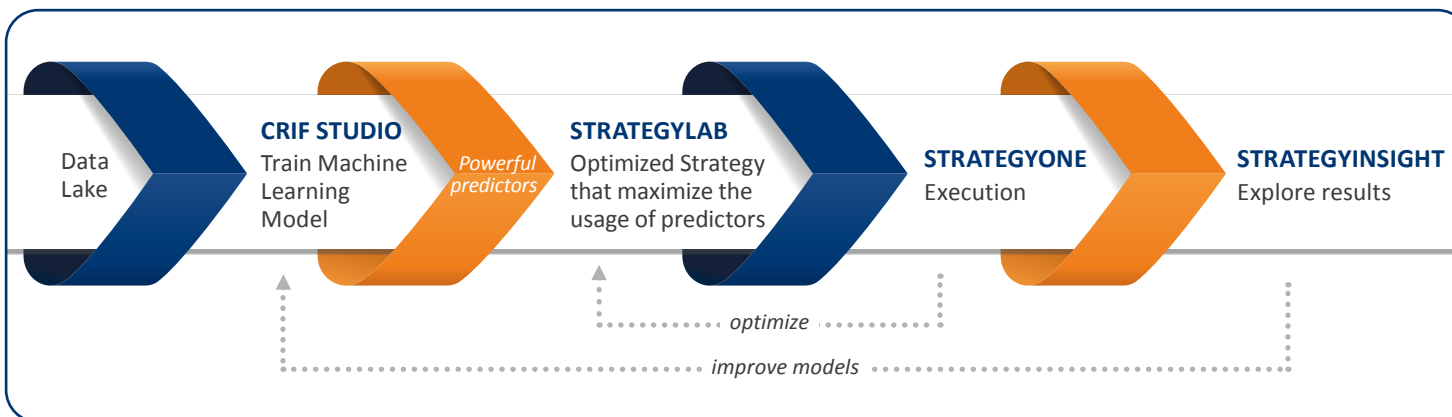 Data
Lake
CRIF STUDIO
Train Machine
Learning
Model
Powerful
predictors
STRATEGYLAB
Optimized Strategy
that maximize the
usage of predictors
STRATEGYONE
Execution
STRATEGYINSIGHT
Explore results
optimize
improve models